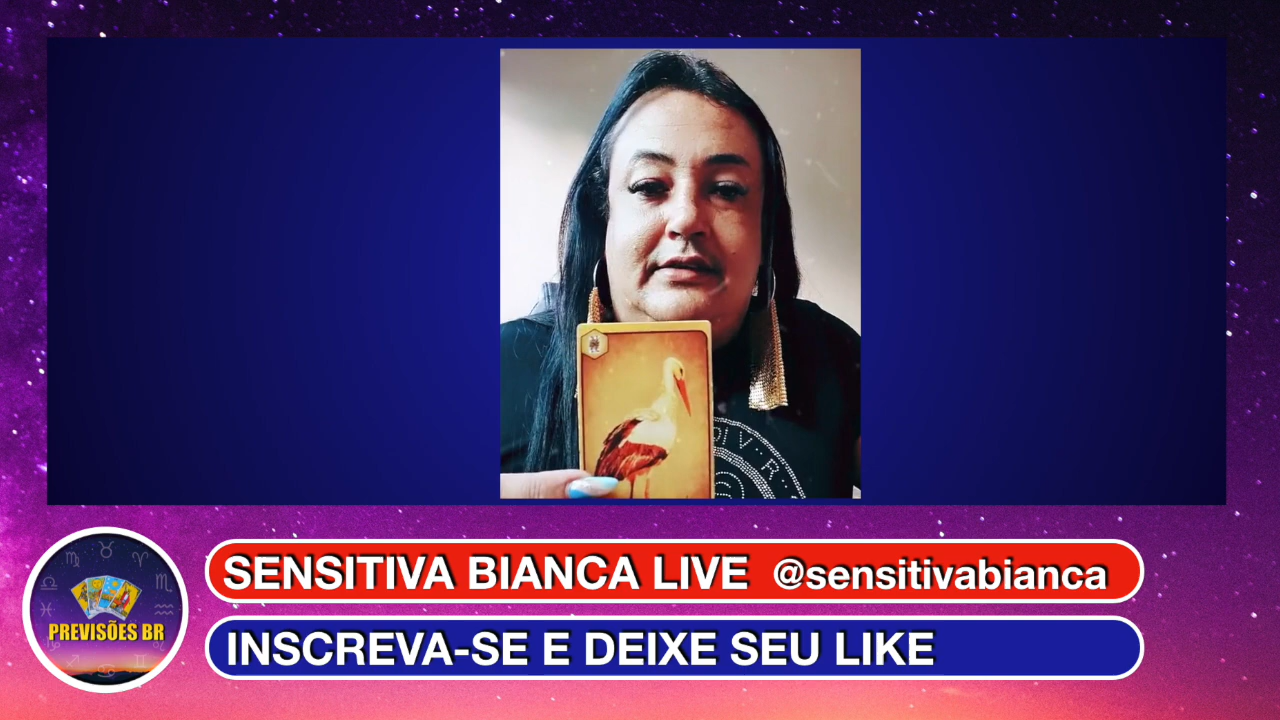 SENSITIVA BIANCA LIVE @sensitivabianca
PREVISÕES BR
INSCREVA-SE E DEIXE SEU LIKE